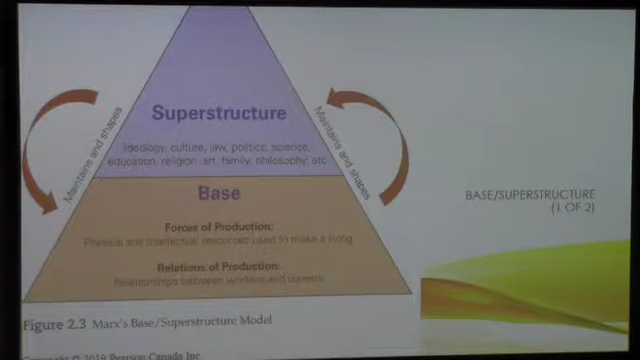 Superstructure
Ideology, culture, law, politics, science,
education, religion, art, family, philosophy, etc
Maintains and shapes
Maintains and shapes
Base
Forces of Production:
Physical and intellectual resources used to make a living
Relations of Production:
Relationships between workers and owners
Figure 2.3 Marx's Base/Superstructure Model
Copyright © 2019 Pearson Canada Inc
BASE/SUPERSTRUCTURE
(1 OF 2)